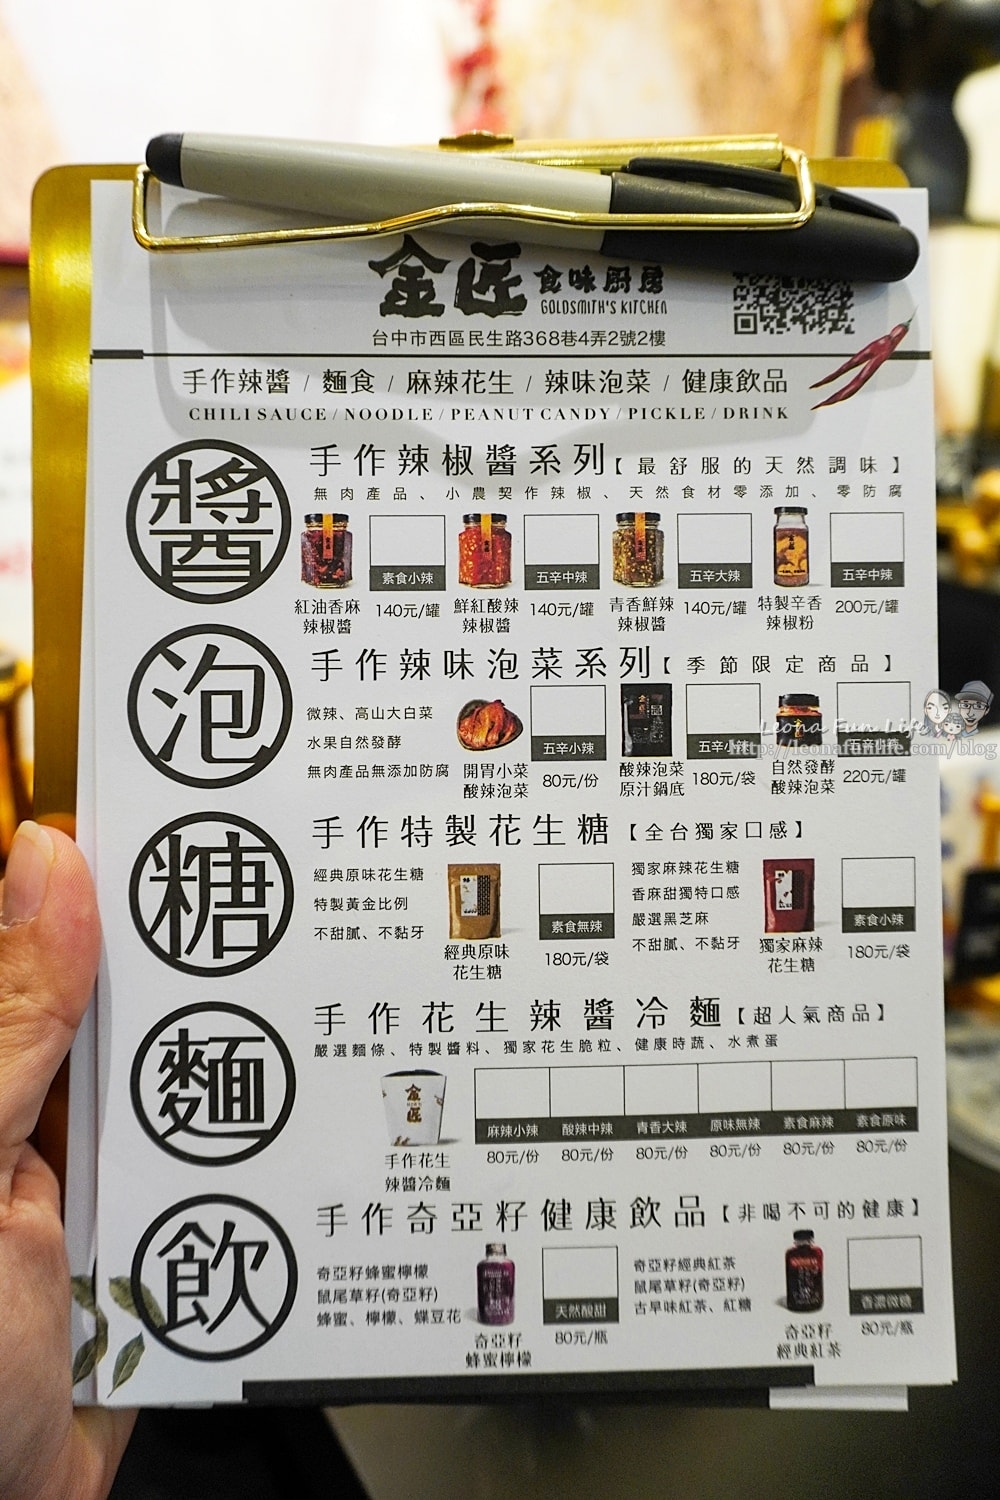 金匠 食味厨房
GOLDSMITH'S KITCHEN
台中市西區民生路368巷4弄2號2樓
手作辣醬 / 麵食 / 麻辣花生 / 辣味泡菜 / 健康飲品
CHILI SAUCE / NOODLE / PEANUT CANDY / PICKLE / DRINK
醬
手作辣椒醬系列【最舒服的天然調味】
無肉產品、小農契作辣椒、天然食材零添加、零防腐
素食小辣 五辛中辣 五辛大辣 五辛中辣
紅油香麻辣椒醬 140元/罐
鮮紅酸辣辣椒醬 140元/罐
青香鮮辣辣椒醬 140元/罐
特製辛香辣椒粉 200元/罐
泡
手作辣味泡菜系列【季節限定商品】
微辣、高山大白菜
水果自然發酵
無肉產品無添加防腐
五辛小辣 五辛小辣
開胃小菜酸辣泡菜 80元/份
酸辣泡菜原汁鍋底 180元/袋
自然發酵酸辣泡菜 220元/罐
Leona Fun Life
http://leonafunlife.com/blog
糖
手作特製花生糖【全台獨家口感】
經典原味花生糖
特製黃金比例
不甜膩、不黏牙
素食無辣
經典原味花生糖 180元/袋
獨家麻辣花生糖
香麻甜獨特口感
嚴選黑芝麻
不甜膩、不黏牙
素食小辣
獨家麻辣花生糖 180元/袋
麵
手作花生辣醬冷麵【超人氣商品】
嚴選麵條、特製醬料、獨家花生脆粒、健康時蔬、水煮蛋
金匠
麻辣小辣 酸辣中辣 青香大辣 原味無辣 素食麻辣 素食原味
80元/份 80元/份 80元/份 80元/份 80元/份 80元/份
手作花生
辣醬冷麵
飲
手作奇亞籽健康飲品【非喝不可的健康】
奇亞籽蜂蜜檸檬
鼠尾草籽(奇亞籽)
蜂蜜、檸檬、蝶豆花
天然酸甜
奇亞籽蜂蜜檸檬 80元/瓶
奇亞籽經典紅茶
鼠尾草籽(奇亞籽)
古早味紅茶、紅糖
香濃微糖
奇亞籽經典紅茶 80元/瓶